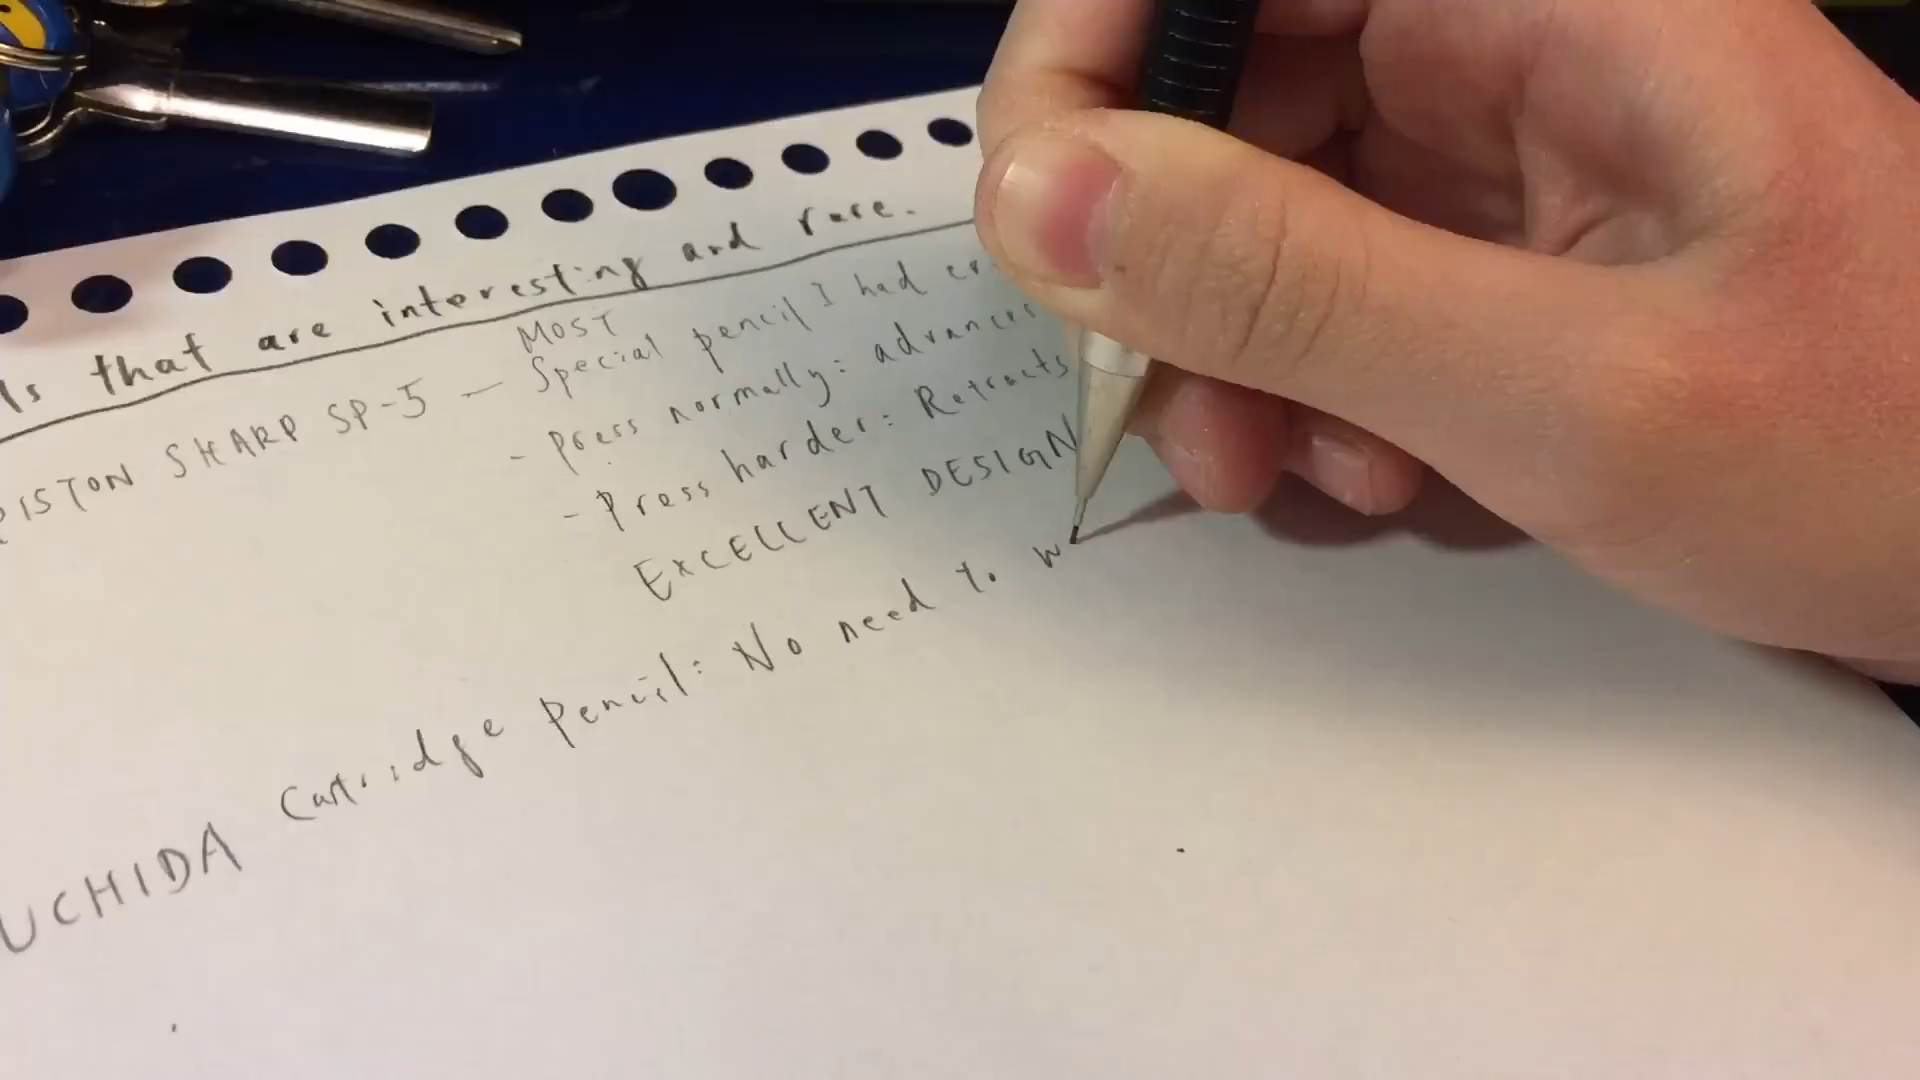 ls that are interesting and rare.
RISTON SHARP SP-5 — MOST Special pencil I had
- Press normally: advances
- Press harder: Retracts
EXCELLENT DESIGN
UCHIDA Cartridge pencil: No need to w